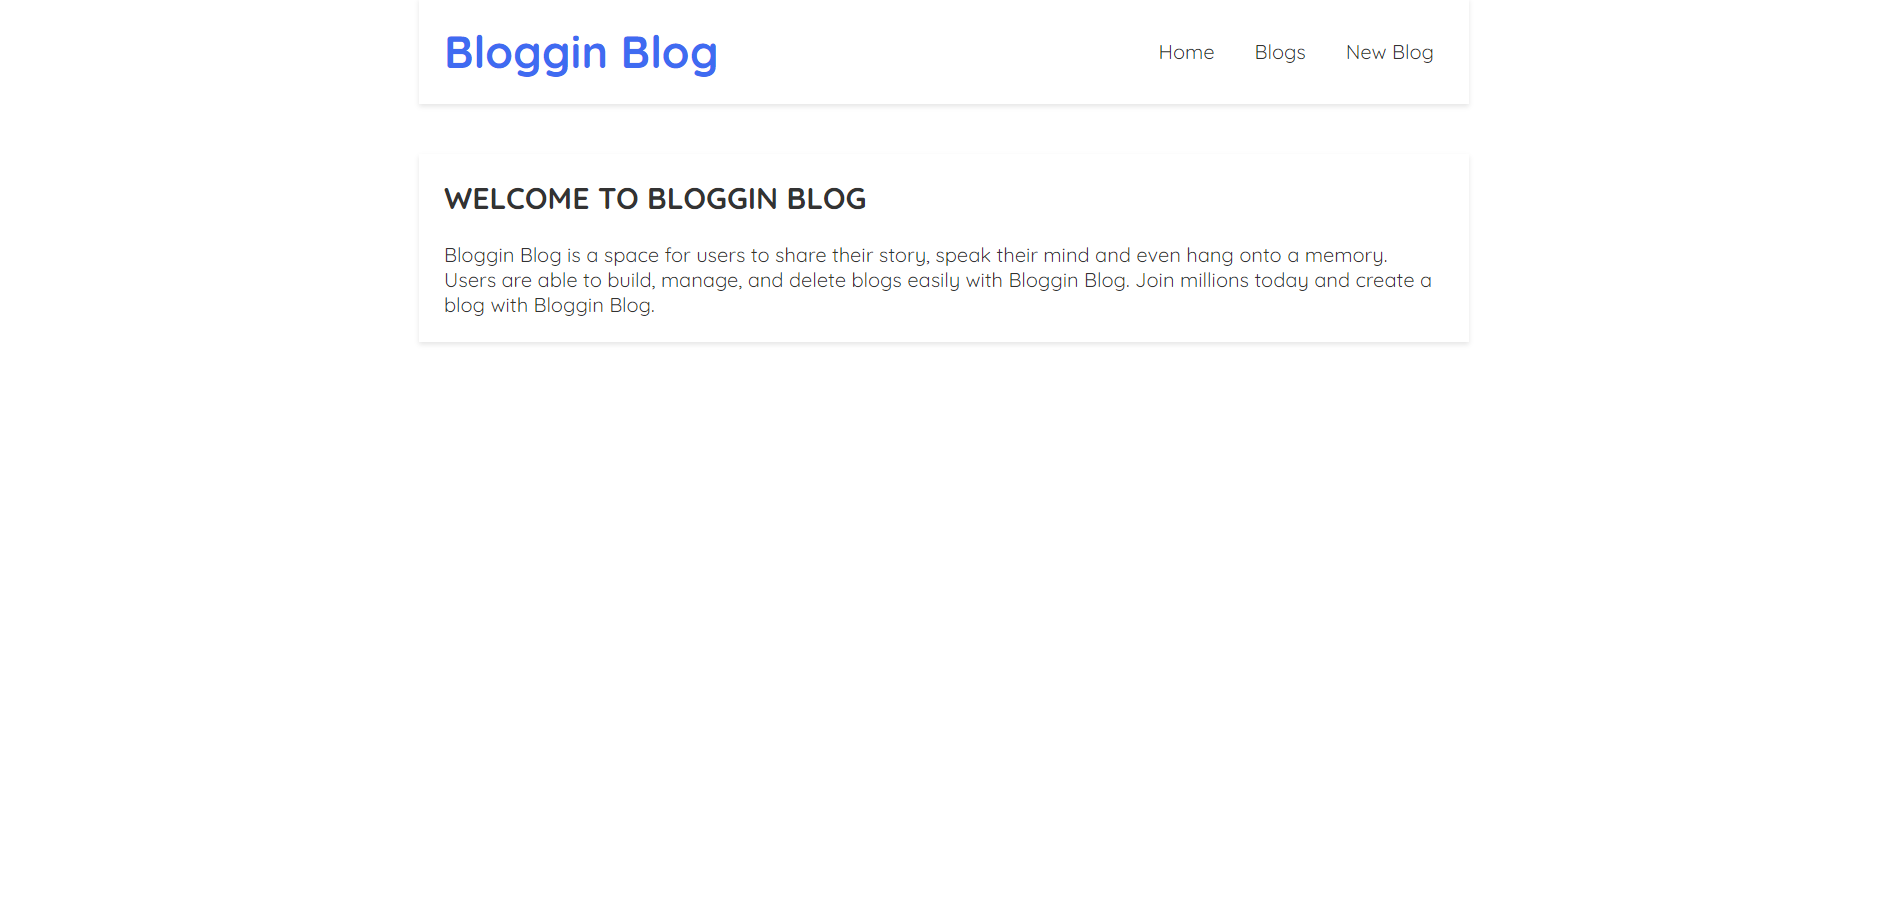 Bloggin Blog
Home Blogs New Blog
WELCOME TO BLOGGIN BLOG
Bloggin Blog is a space for users to share their story, speak their mind and even hang onto a memory.
Users are able to build, manage, and delete blogs easily with Bloggin Blog. Join millions today and create a
blog with Bloggin Blog.